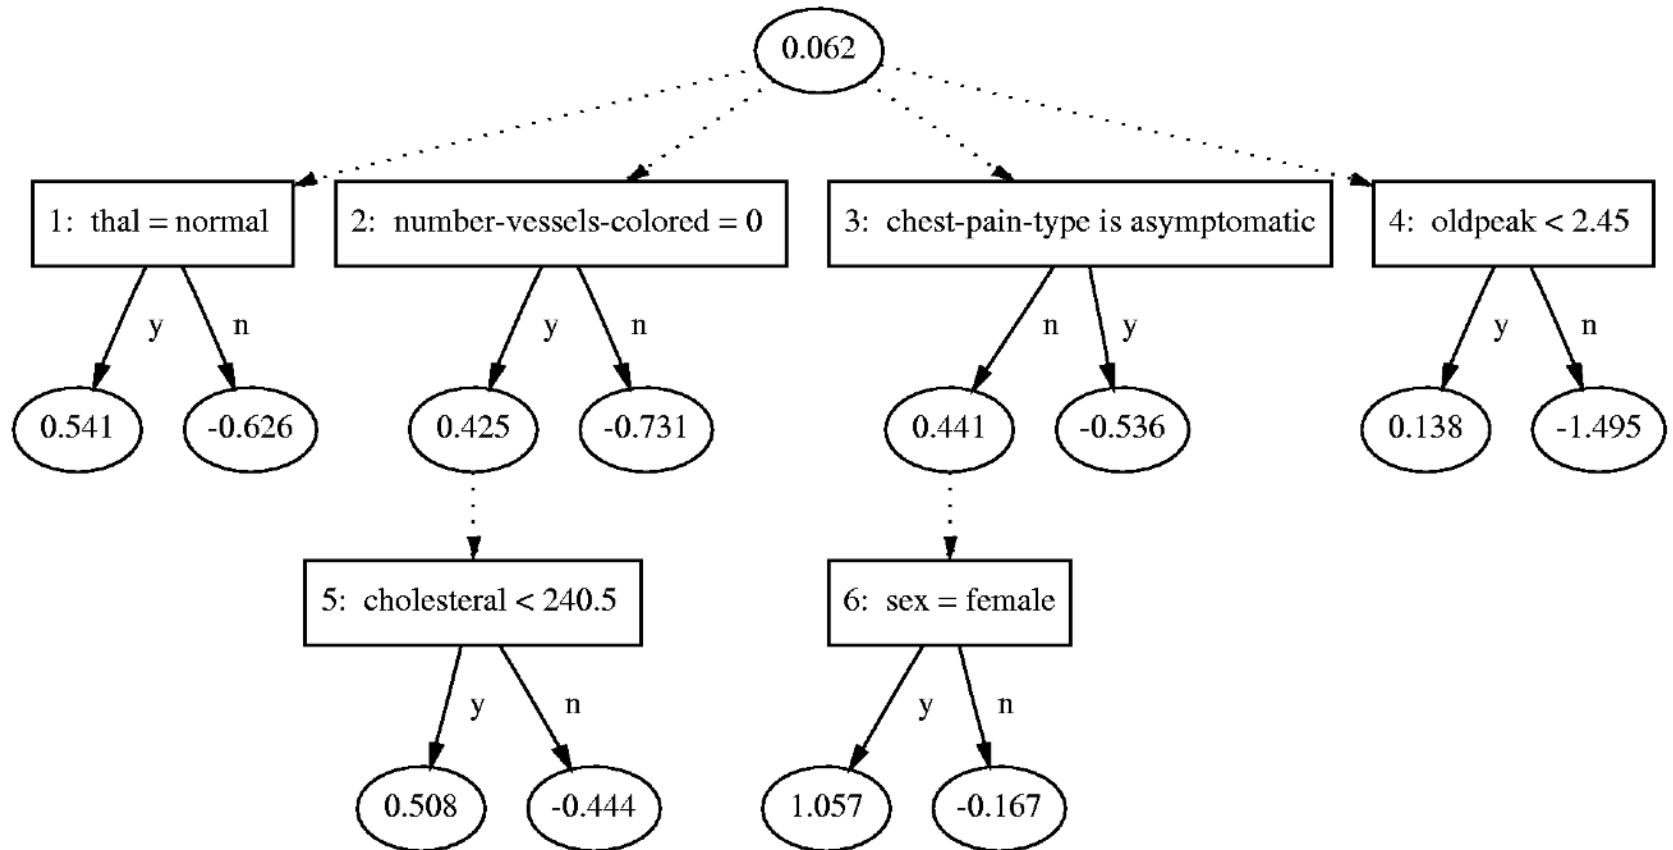 0.062
1: thal = normal
2: number-vessels-colored = 0
3: chest-pain-type is asymptomatic
4: oldpeak < 2.45
y
n
y
n
n
y
y
n
0.541
-0.626
0.425
-0.731
0.441
-0.536
0.138
-1.495
5: cholesteral < 240.5
6: sex = female
y
n
y
n
0.508
-0.444
1.057
-0.167